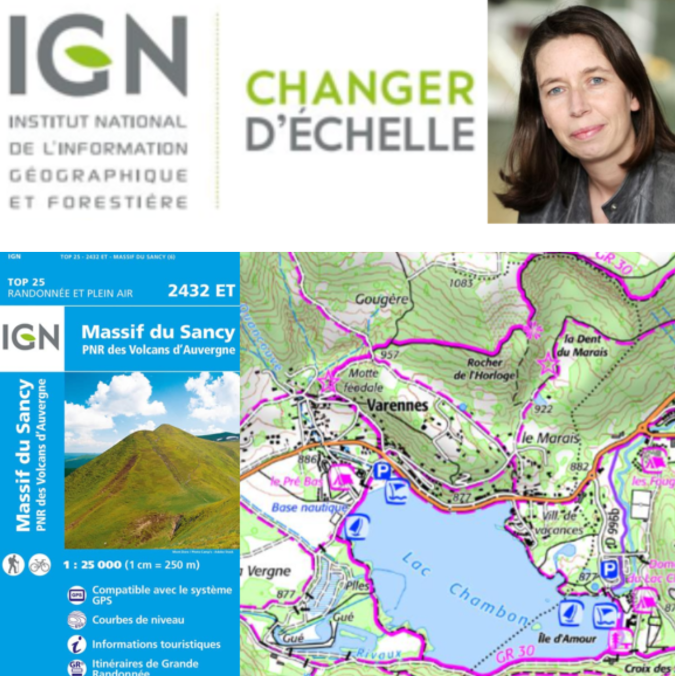 IGN
INSTITUT NATIONAL
DE L'INFORMATION
GÉOGRAPHIQUE
ET FORESTIÈRE
CHANGER
D'ÉCHELLE
IGN
TOP 25 - 2432 ET - MASSIF DU SANCY (6)
TOP 25
RANDONNÉE ET PLEIN AIR
2432 ET
IGN
Massif du Sancy
PNR des Volcans d'Auvergne
Massif du Sancy
PNR des Volcans d'Auvergne
1 : 25 000 (1 cm = 250 m)
GPS
Compatible avec le système
GPS
Courbes de niveau
i
Informations touristiques
GR
Itinéraires de Grande
Randonnée
GR 30
1083
Gougère
957
la Dent
du Marais
Rocher
de l'Horloge
Motte
féodale
Varennes
922
le Marais
886
882
le Pré Bas
P
877
les Foug
Base nautique
Vill. de
vacances
D 996
Lac Chambon
a Vergne
877
Plles
877
P
Gué
Gué
Île d'Amour
Rivaux
GR 30
Croix des